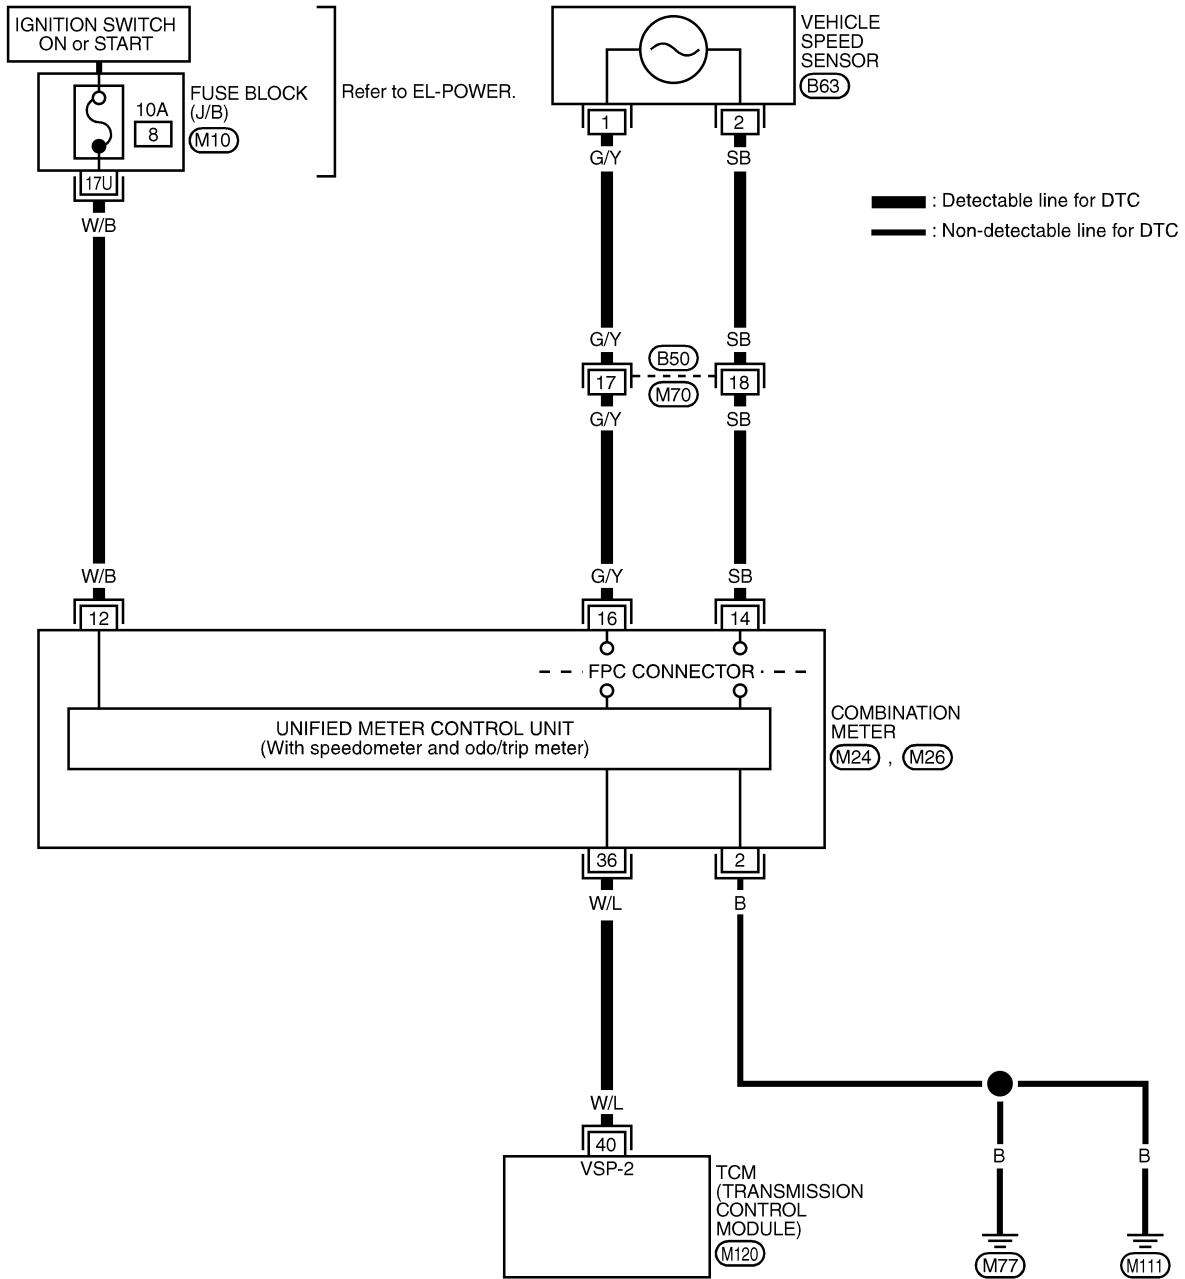 IGNITION SWITCH
ON or START
FUSE BLOCK
(J/B)
M10
10A
8
17U
W/B
Refer to EL-POWER.
VEHICLE
SPEED
SENSOR
B63
1
2
G/Y
SB
: Detectable line for DTC
: Non-detectable line for DTC
G/Y
SB
B50
17
18
M70
G/Y
SB
W/B
G/Y
SB
12
16
14
FPC CONNECTOR
UNIFIED METER CONTROL UNIT
(With speedometer and odo/trip meter)
COMBINATION
METER
M24 , M26
36
2
W/L
B
W/L
40
VSP-2
TCM
(TRANSMISSION
CONTROL
MODULE)
M120
B
B
M77
M111